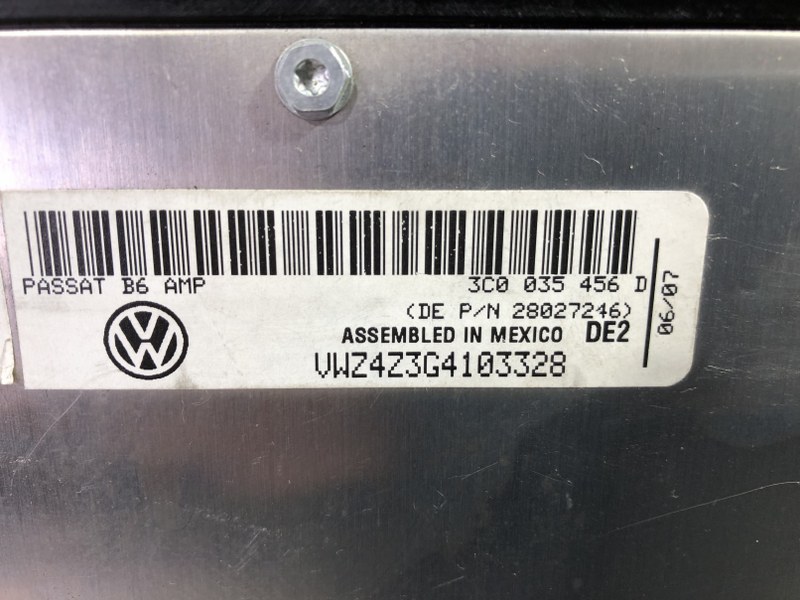 PASSAT B6 AMP 3C0 035 456 D
(DE P/N 28027246)
ASSEMBLED IN MEXICO DE2
VWZ4Z3G4103328
06/07